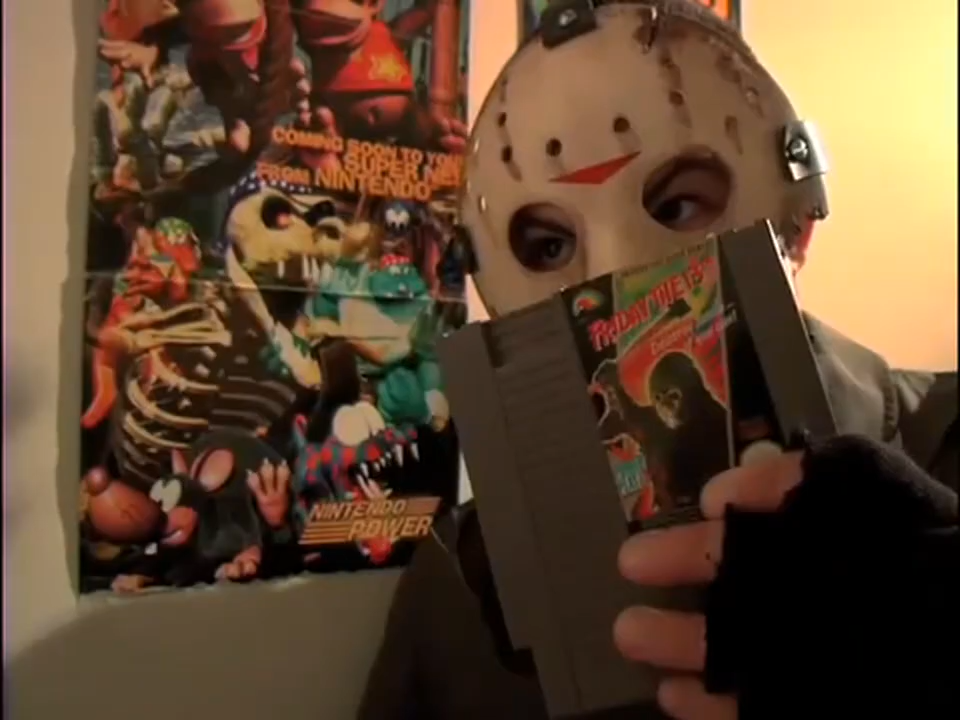 COMING SOON TO YOUR
SUPER NES
FROM NINTENDO
NINTENDO
POWER
FRIDAY THE 13TH